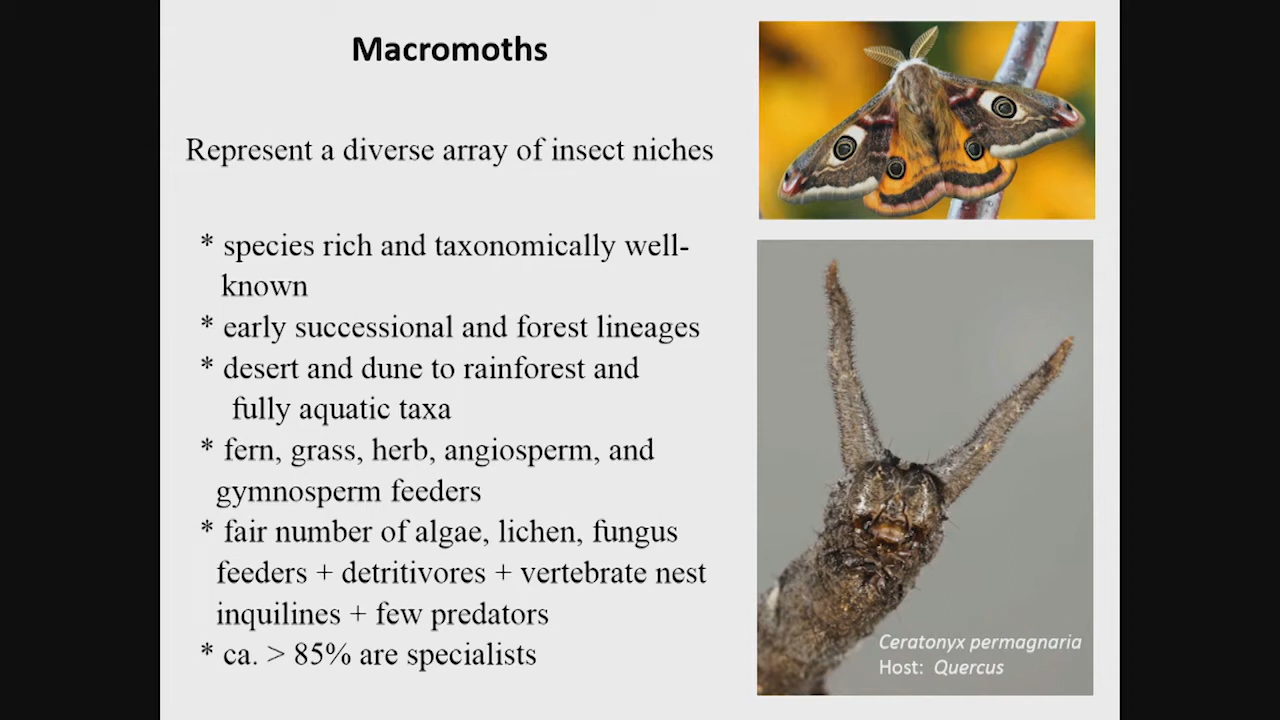 Macromoths
Represent a diverse array of insect niches
* species rich and taxonomically well-
known
* early successional and forest lineages
* desert and dune to rainforest and
fully aquatic taxa
* fern, grass, herb, angiosperm, and
gymnosperm feeders
* fair number of algae, lichen, fungus
feeders + detritivores + vertebrate nest
inquilines + few predators
* ca. > 85% are specialists
Ceratonyx permagnaria
Host: Quercus